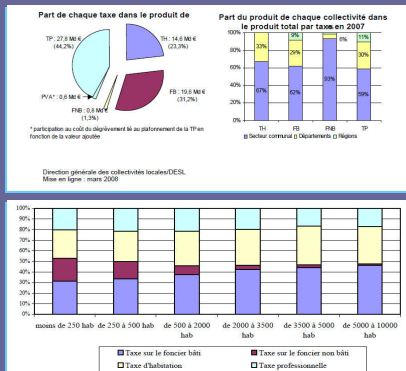 Part de chaque taxe dans le produit de
TP : 27,8 Md €
(44,2%)
TH : 14,6 Md €
(23,3%)
FB : 19,6 Md €
(31,2%)
FNB : 0,8 Md €
(1,3%)
PVA* : -0,6 Md €
* participation au coût du dégrèvement lié au plafonnement de la TP en
fonction de la valeur ajoutée
Direction générale des collectivités locales/DESL
Mise en ligne : mars 2008
Part du produit de chaque collectivité dans
le produit total par taxe en 2007
100%
80%
60%
40%
20%
0%
33%
67%
9%
29%
62%
6%
93%
11%
30%
59%
TH FB FNB TP
Secteur communal Départements Régions
100%
90%
80%
70%
60%
50%
40%
30%
20%
10%
0%
moins de 250 hab
de 250 à 500 hab
de 500 à 2000
hab
de 2000 à 3500
hab
de 3500 à 5000
hab
de 5000 à 10000
hab
Taxe sur le foncier bâti
Taxe sur le foncier non bâti
Taxe d'habitation
Taxe professionnelle